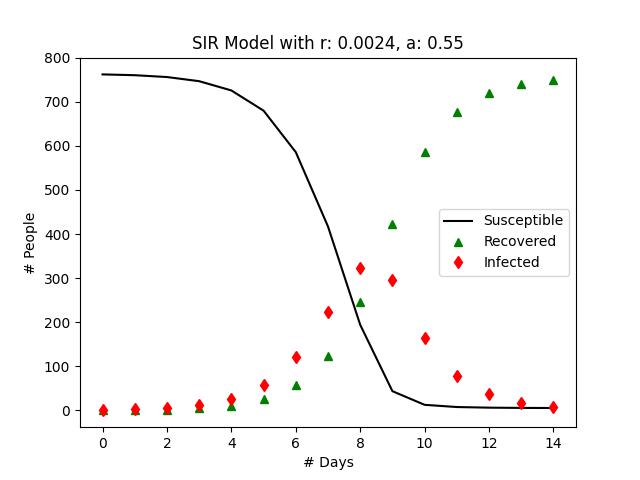 SIR Model with r: 0.0024, a: 0.55
800
700
600
500
400
300
200
100
0
# People
Susceptible
Recovered
Infected
0 2 4 6 8 10 12 14
# Days